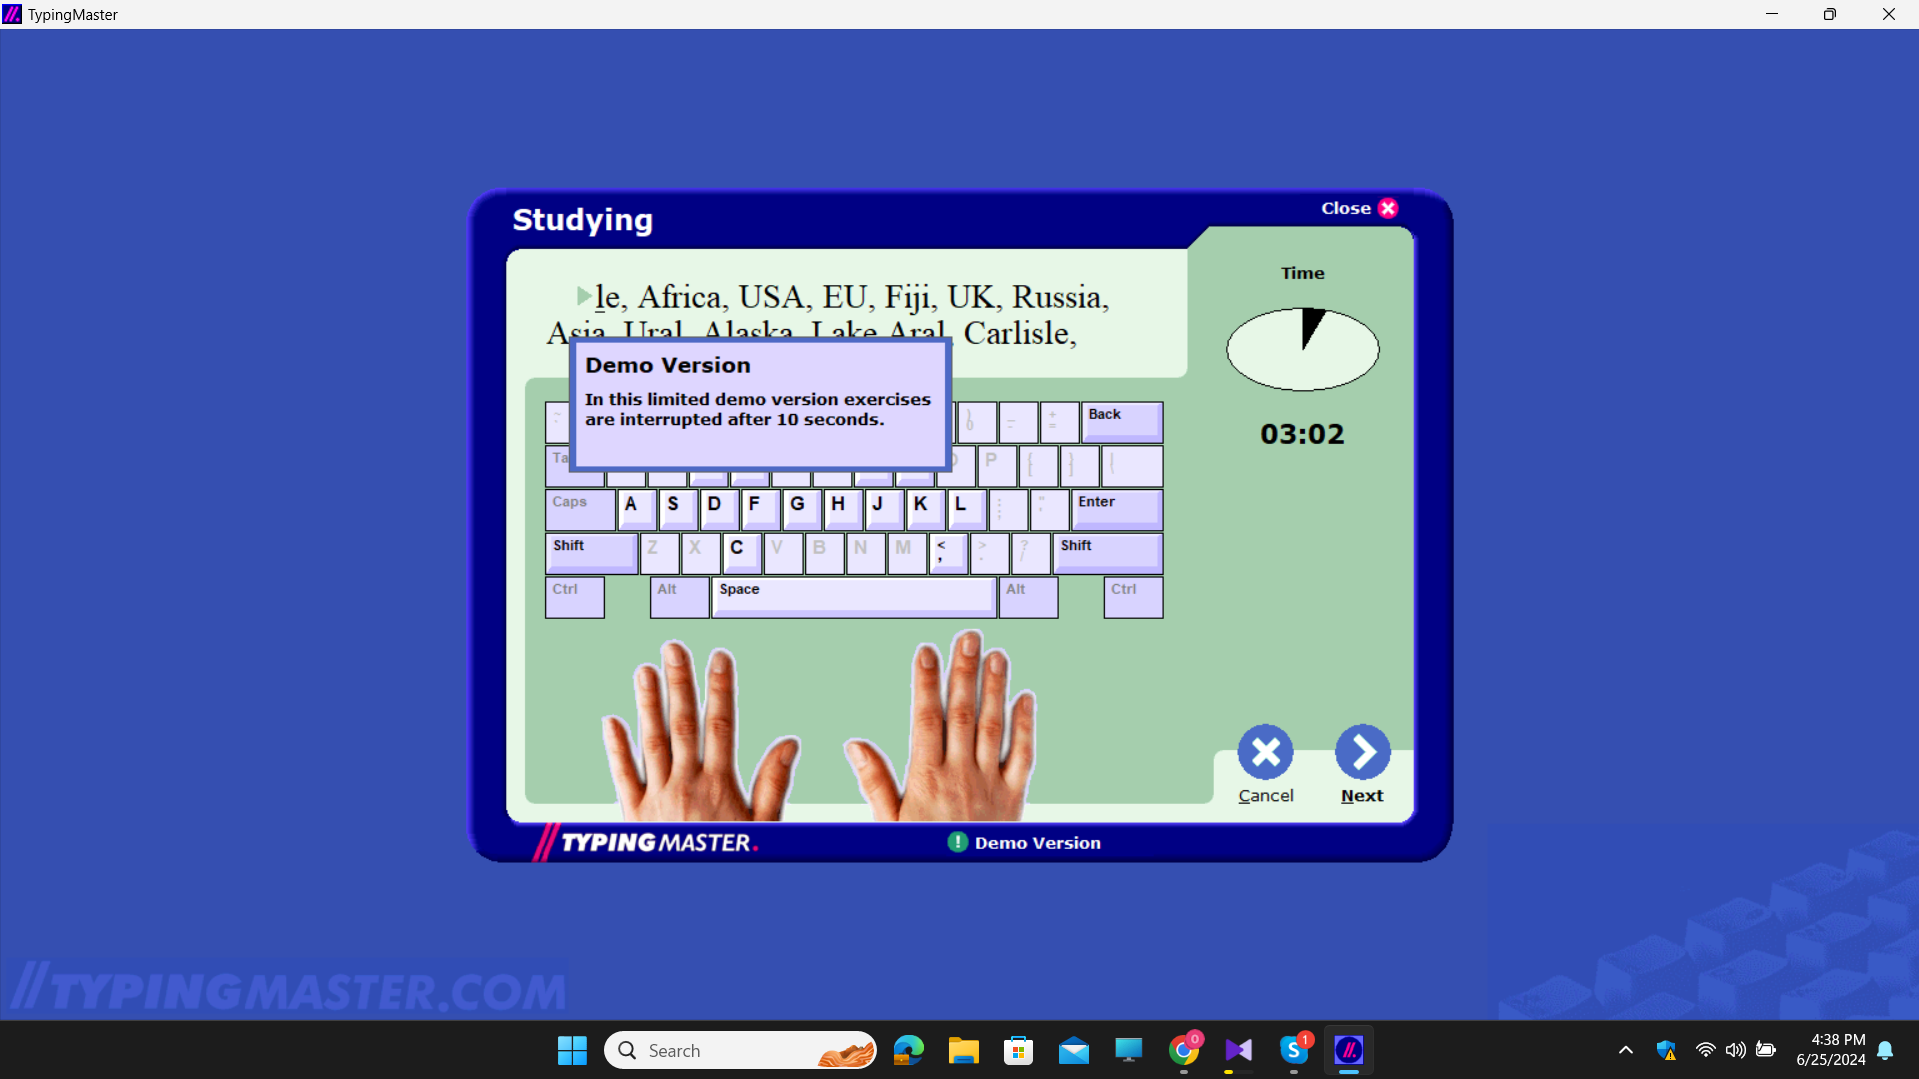 TypingMaster
Studying
Close
le, Africa, USA, EU, Fiji, UK, Russia,
Asia, Ural, Alaska, Lake Aral, Carlisle,
Time
03:02
Demo Version
In this limited demo version exercises
are interrupted after 10 seconds.
) 0 _ - + = Back
P { [ } ] | \
Caps A S D F G H J K L : ; " ' Enter
Shift Z X C V B N M < , > . ? / Shift
Ctrl Alt Space Alt Ctrl
Cancel Next
TYPING MASTER.
! Demo Version
//TYPINGMASTER.COM
Search
0
S 1
4:38 PM
6/25/2024